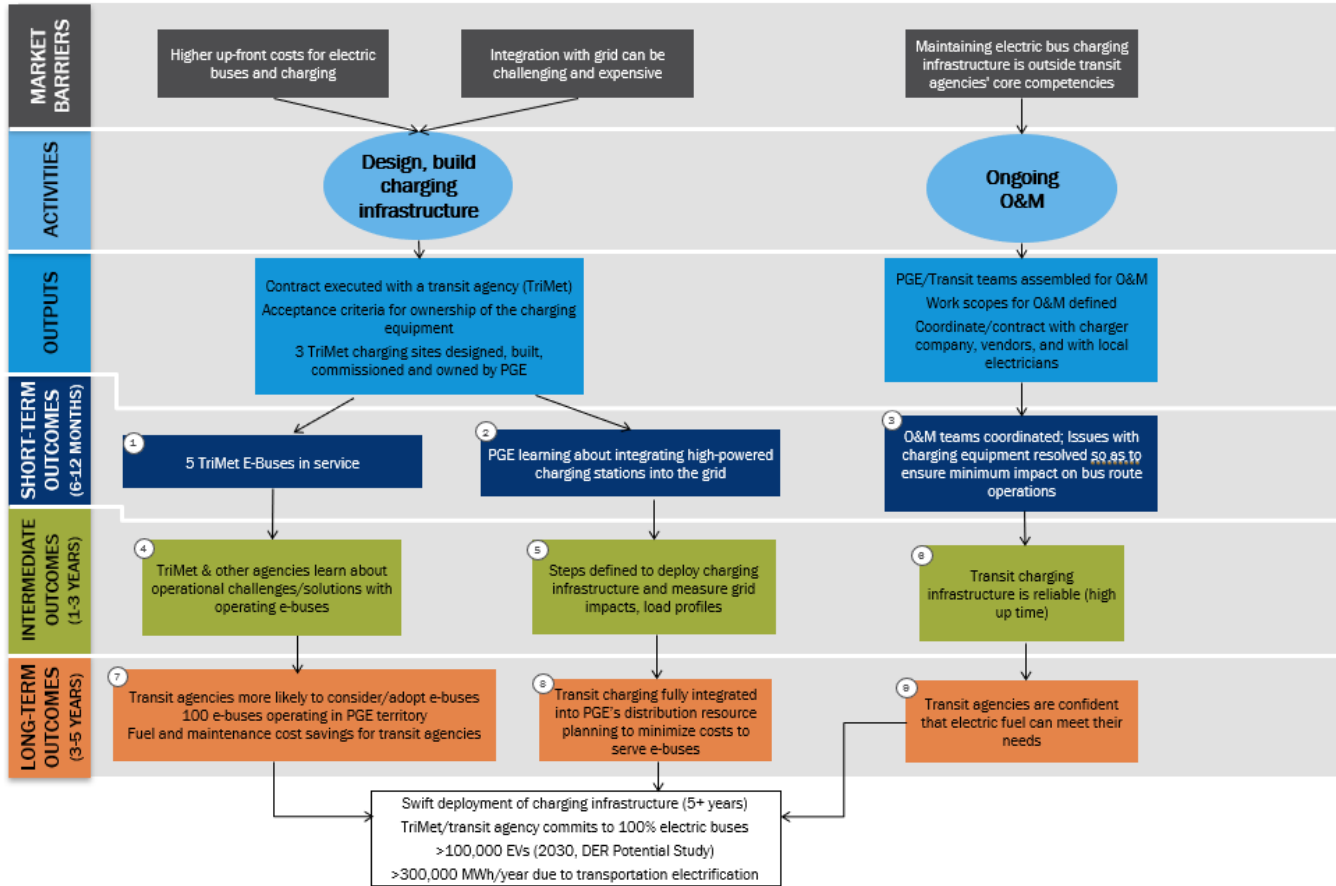 MARKET
BARRIERS
Higher up-front costs for electric
buses and charging
Integration with grid can be
challenging and expensive
Maintaining electric bus charging
infrastructure is outside transit
agencies' core competencies
ACTIVITIES
Design, build
charging
infrastructure
Ongoing
O&M
OUTPUTS
Contract executed with a transit agency (TriMet)
Acceptance criteria for ownership of the charging
equipment
3 TriMet charging sites designed, built,
commissioned and owned by PGE
PGE/Transit teams assembled for O&M
Work scopes for O&M defined
Coordinate/contract with charger
company, vendors, and with local
electricians
SHORT-TERM
OUTCOMES
(6-12 MONTHS)
1
5 TriMet E-Buses in service
2
PGE learning about integrating high-powered
charging stations into the grid
3
O&M teams coordinated; Issues with
charging equipment resolved so as to
ensure minimum impact on bus route
operations
INTERMEDIATE
OUTCOMES
(1-3 YEARS)
4
TriMet & other agencies learn about
operational challenges/solutions with
operating e-buses
5
Steps defined to deploy charging
infrastructure and measure grid
impacts, load profiles
6
Transit charging
infrastructure is reliable (high
up time)
LONG-TERM
OUTCOMES
(3-5 YEARS)
7
Transit agencies more likely to consider/adopt e-buses
100 e-buses operating in PGE territory
Fuel and maintenance cost savings for transit agencies
8
Transit charging fully integrated
into PGE's distribution resource
planning to minimize costs to
serve e-buses
9
Transit agencies are confident
that electric fuel can meet their
needs
Swift deployment of charging infrastructure (5+ years)
TriMet/transit agency commits to 100% electric buses
>100,000 EVs (2030, DER Potential Study)
>300,000 MWh/year due to transportation electrification